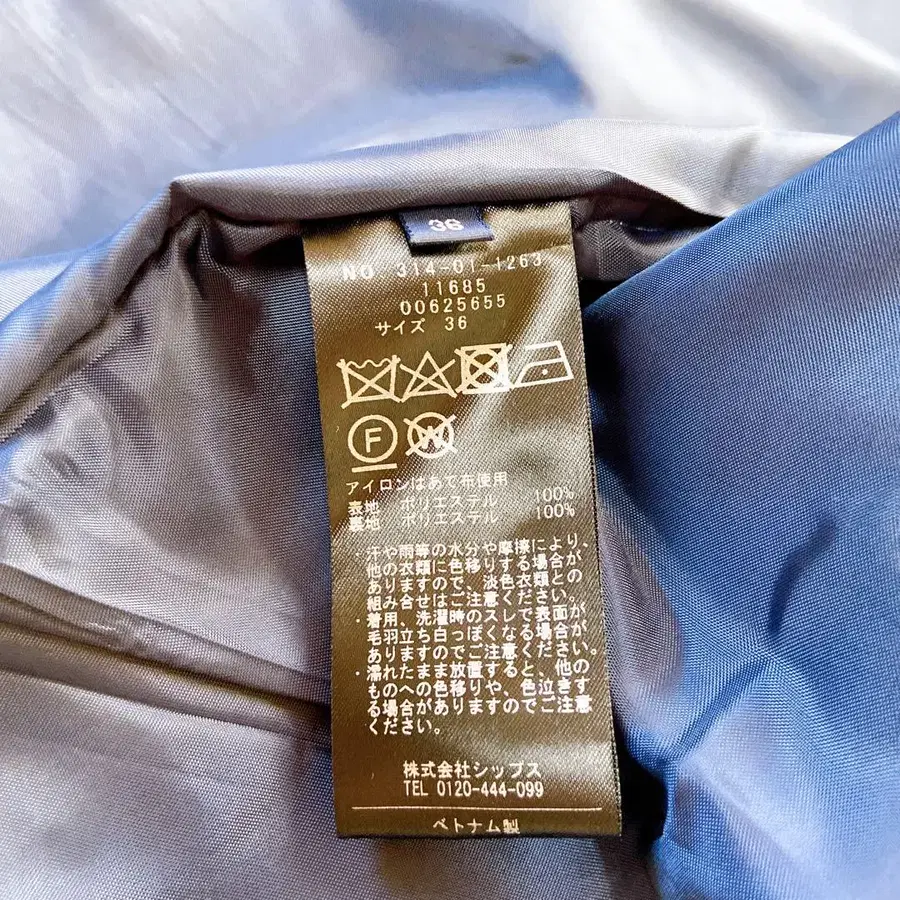 36
NO 314-01-1263
11685
00625655
サイズ 36
F
W
アイロンはあて布使用
表地 ポリエステル 100%
裏地 ポリエステル 100%
・汗や雨等の水分や摩擦により、
他の衣類に色移りする場合が
ありますので、淡色衣類との
組み合せはご注意ください。
・着用、洗濯時のスレで表面が
毛羽立ち白っぽくなる場合が
ありますのでご注意ください。
・濡れたまま放置すると、他の
ものへの色移りや、色泣きす
る場合がありますのでご注意
ください。
株式会社シップス
TEL 0120-444-099
ベトナム製